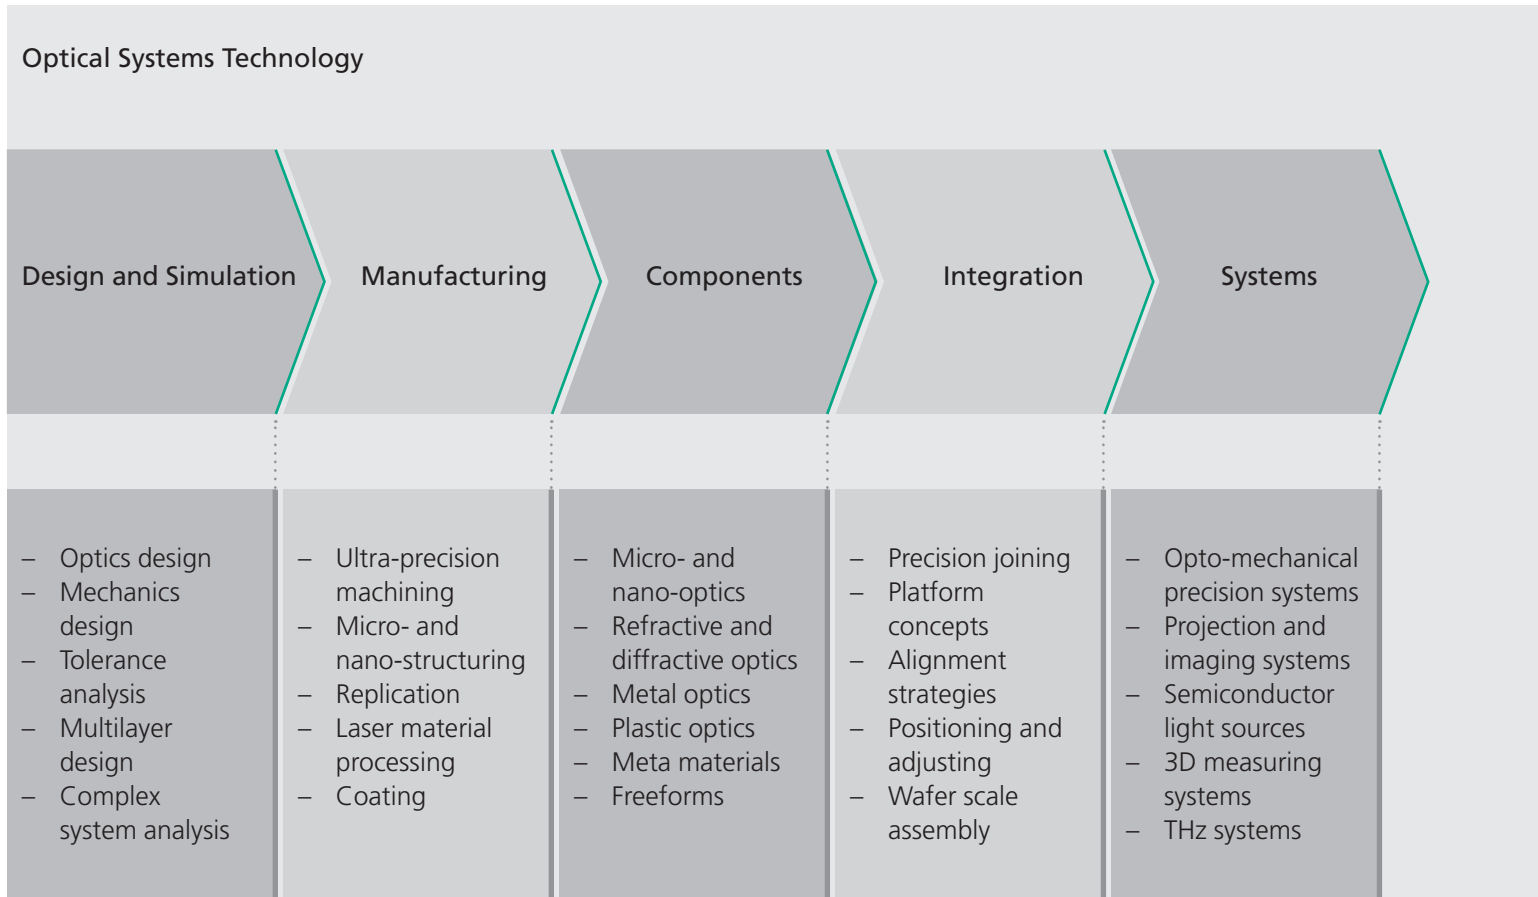 Optical Systems Technology
Design and Simulation
Manufacturing
Components
Integration
Systems
– Optics design
– Mechanics
design
– Tolerance
analysis
– Multilayer
design
– Complex
system analysis
– Ultra-precision
machining
– Micro- and
nano-structuring
– Replication
– Laser material
processing
– Coating
– Micro- and
nano-optics
– Refractive and
diffractive optics
– Metal optics
– Plastic optics
– Meta materials
– Freeforms
– Precision joining
– Platform
concepts
– Alignment
strategies
– Positioning and
adjusting
– Wafer scale
assembly
– Opto-mechanical
precision systems
– Projection and
imaging systems
– Semiconductor
light sources
– 3D measuring
systems
– THz systems